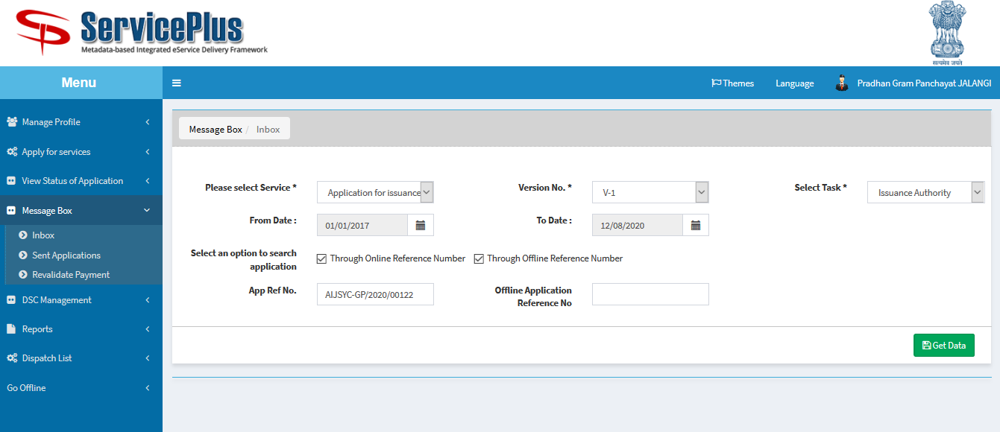 ServicePlus
Metadata-based Integrated eService Delivery Framework
सत्यमेव जयते
Menu
Themes Language Pradhan Gram Panchayat JALANGI
Manage Profile
Apply for services
View Status of Application
Message Box
Inbox
Sent Applications
Revalidate Payment
DSC Management
Reports
Dispatch List
Go Offline
Message Box / Inbox
Please select Service * Application for issuance Version No. * V-1 Select Task * Issuance Authority
From Date : 01/01/2017 To Date : 12/08/2020
Select an option to search
application
Through Online Reference Number Through Offline Reference Number
App Ref No. AIJSYC-GP/2020/00122 Offline Application
Reference No
Get Data